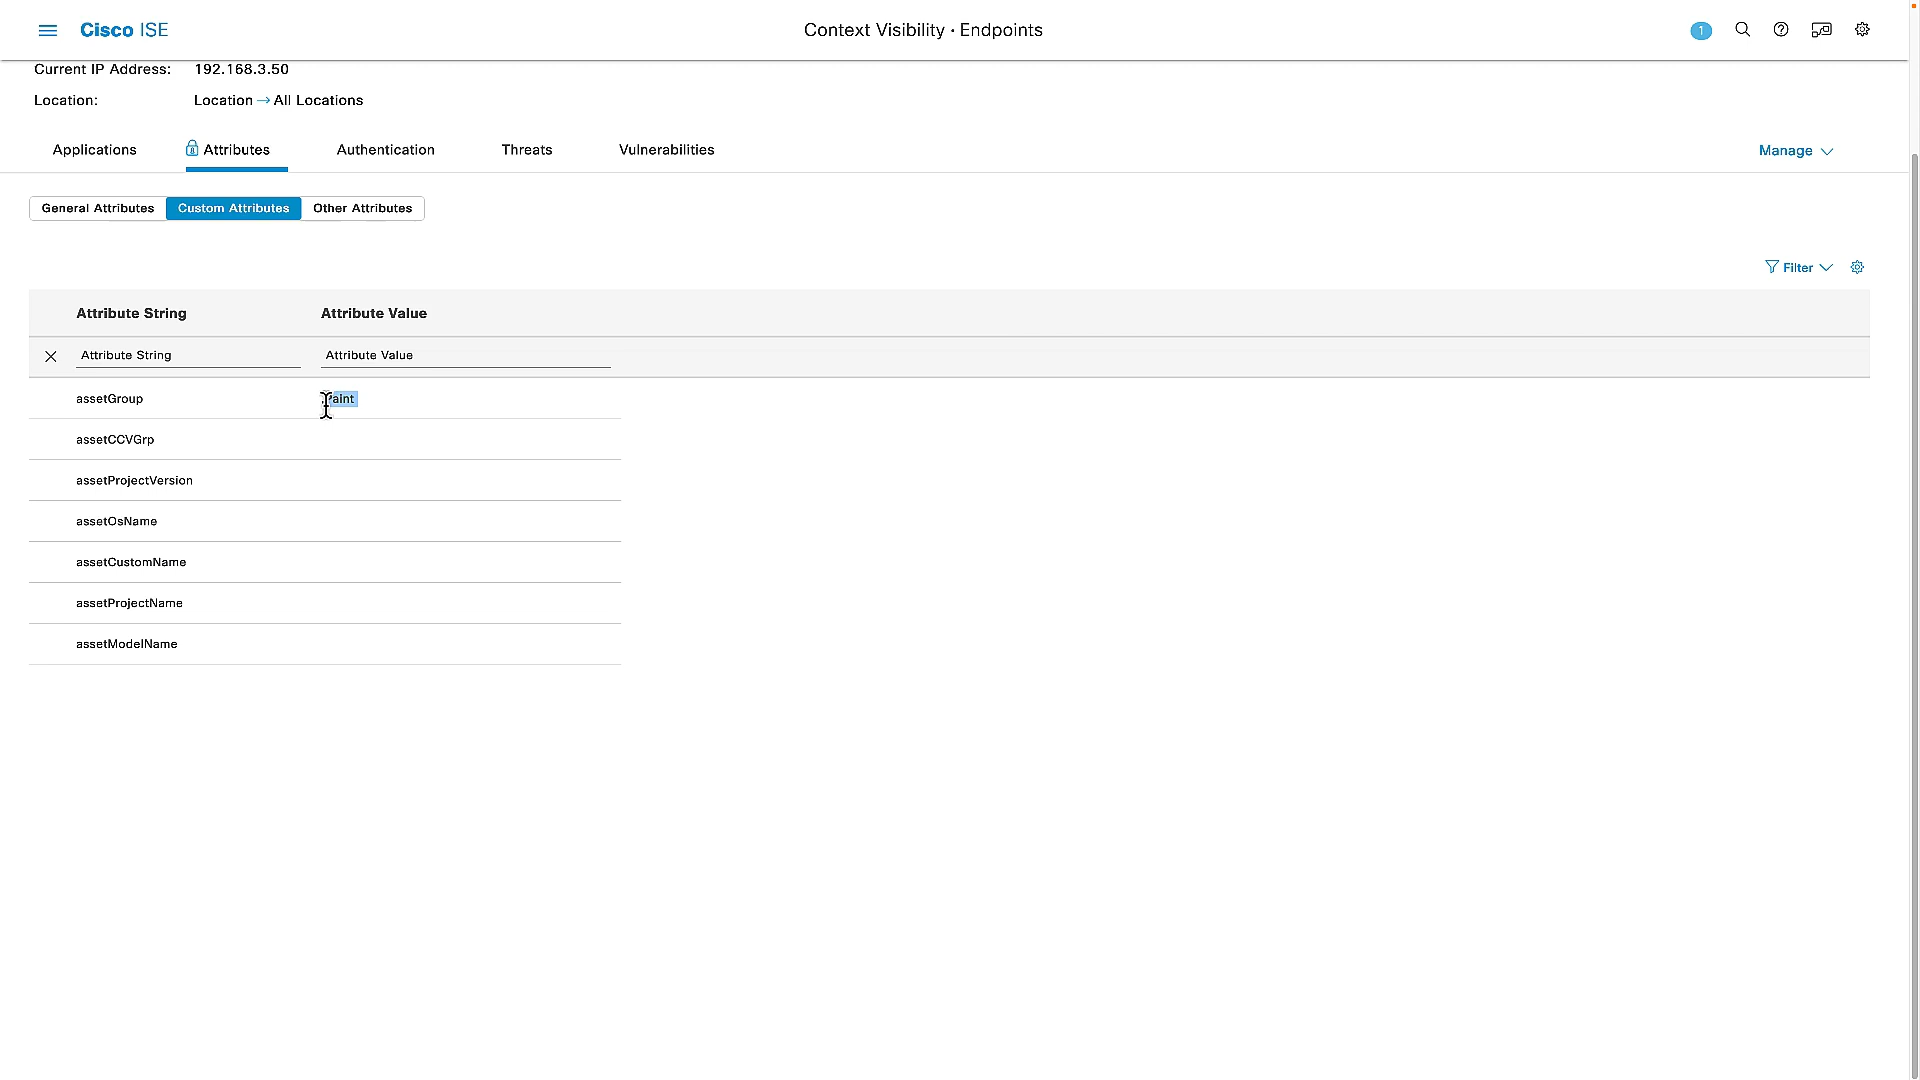 Cisco ISE
Context Visibility · Endpoints
1
Current IP Address: 192.168.3.50
Location: Location → All Locations
Applications Attributes Authentication Threats Vulnerabilities Manage
General Attributes Custom Attributes Other Attributes
Filter
Attribute String Attribute Value
Attribute String Attribute Value
assetGroup Paint
assetCCVGrp
assetProjectVersion
assetOsName
assetCustomName
assetProjectName
assetModelName